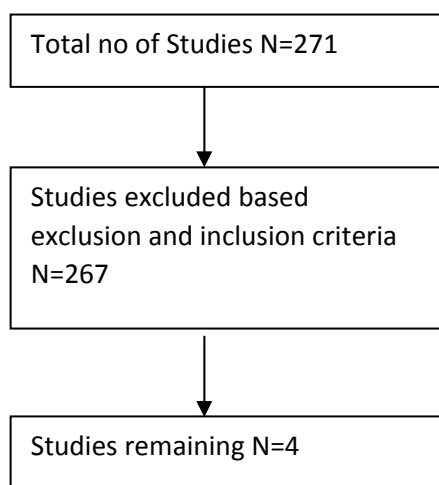 Total no of Studies N=271
Studies excluded based
exclusion and inclusion criteria
N=267
Studies remaining N=4